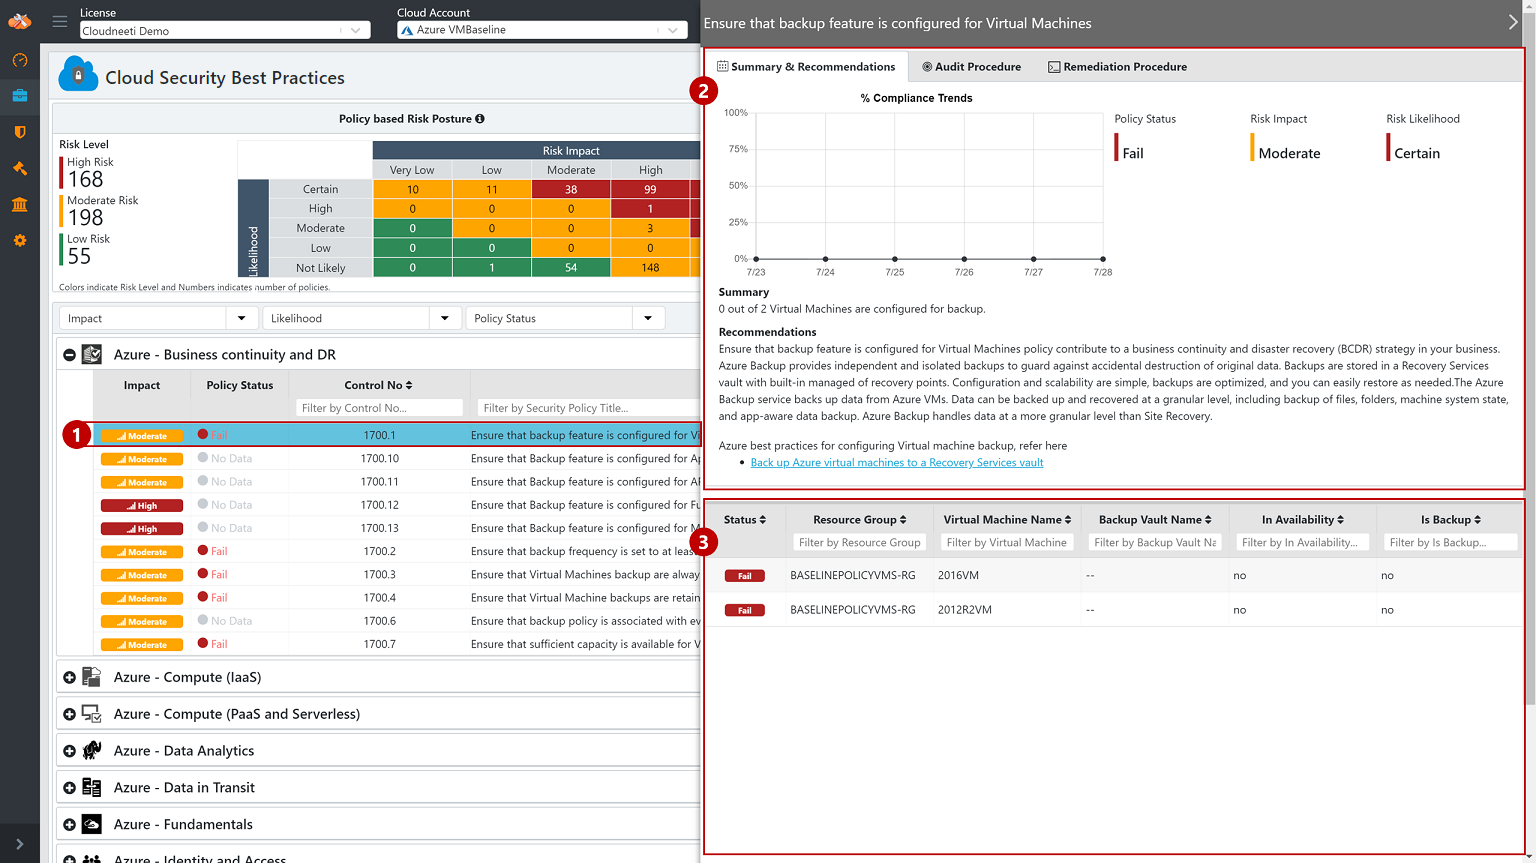 License
Cloudneeti Demo
Cloud Account
Azure VMBaseline
Cloud Security Best Practices
Policy based Risk Posture
Risk Level
High Risk
168
Moderate Risk
198
Low Risk
55
Risk Impact
Very Low Low Moderate High
Likelihood
Certain 10 11 38 99
High 0 0 0 1
Moderate 0 0 0 3
Low 0 0 0 0
Not Likely 0 1 54 148
Colors indicate Risk Level and Numbers indicates number of policies.
Impact Likelihood Policy Status
Azure - Business continuity and DR
Impact Policy Status Control No
Filter by Control No... Filter by Security Policy Title...
1
Moderate Fail 1700.1 Ensure that backup feature is configured for Vi
Moderate No Data 1700.10 Ensure that Backup feature is configured for Ap
Moderate No Data 1700.11 Ensure that Backup feature is configured for AF
High No Data 1700.12 Ensure that Backup feature is configured for Fu
High No Data 1700.13 Ensure that Backup feature is configured for M
Moderate Fail 1700.2 Ensure that backup frequency is set to at leas
Moderate Fail 1700.3 Ensure that Virtual Machines backup are alway
Moderate Fail 1700.4 Ensure that Virtual Machine backups are retain
Moderate No Data 1700.6 Ensure that backup policy is associated with ev
Moderate Fail 1700.7 Ensure that sufficient capacity is available for V
Azure - Compute (IaaS)
Azure - Compute (PaaS and Serverless)
Azure - Data Analytics
Azure - Data in Transit
Azure - Fundamentals
Azure - Identity and Access
Ensure that backup feature is configured for Virtual Machines
2
Summary & Recommendations Audit Procedure Remediation Procedure
% Compliance Trends
100%
75%
50%
25%
0%
7/23 7/24 7/25 7/26 7/27 7/28
Policy Status Risk Impact Risk Likelihood
Fail Moderate Certain
Summary
0 out of 2 Virtual Machines are configured for backup.
Recommendations
Ensure that backup feature is configured for Virtual Machines policy contribute to a business continuity and disaster recovery (BCDR) strategy in your business.
Azure Backup provides independent and isolated backups to guard against accidental destruction of original data. Backups are stored in a Recovery Services
vault with built-in managed of recovery points. Configuration and scalability are simple, backups are optimized, and you can easily restore as needed.The Azure
Backup service backs up data from Azure VMs. Data can be backed up and recovered at a granular level, including backup of files, folders, machine system state,
and app-aware data backup. Azure Backup handles data at a more granular level than Site Recovery.
Azure best practices for configuring Virtual machine backup, refer here
• Back up Azure virtual machines to a Recovery Services vault
3
Status Resource Group Virtual Machine Name Backup Vault Name In Availability Is Backup
Filter by Resource Group Filter by Virtual Machine Filter by Backup Vault Na Filter by In Availability... Filter by Is Backup...
Fail BASELINEPOLICYVMS-RG 2016VM -- no no
Fail BASELINEPOLICYVMS-RG 2012R2VM -- no no